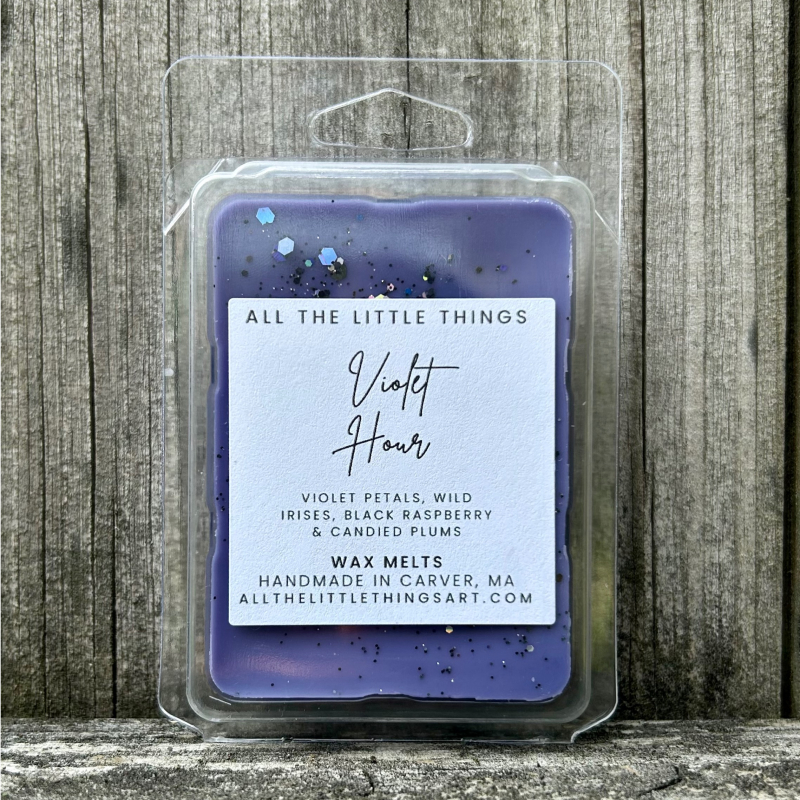 ALL THE LITTLE THINGS
Violet
Hour
VIOLET PETALS, WILD
IRISES, BLACK RASPBERRY
& CANDIED PLUMS
WAX MELTS
HANDMADE IN CARVER, MA
ALLTHELITTLETHINGSART.COM